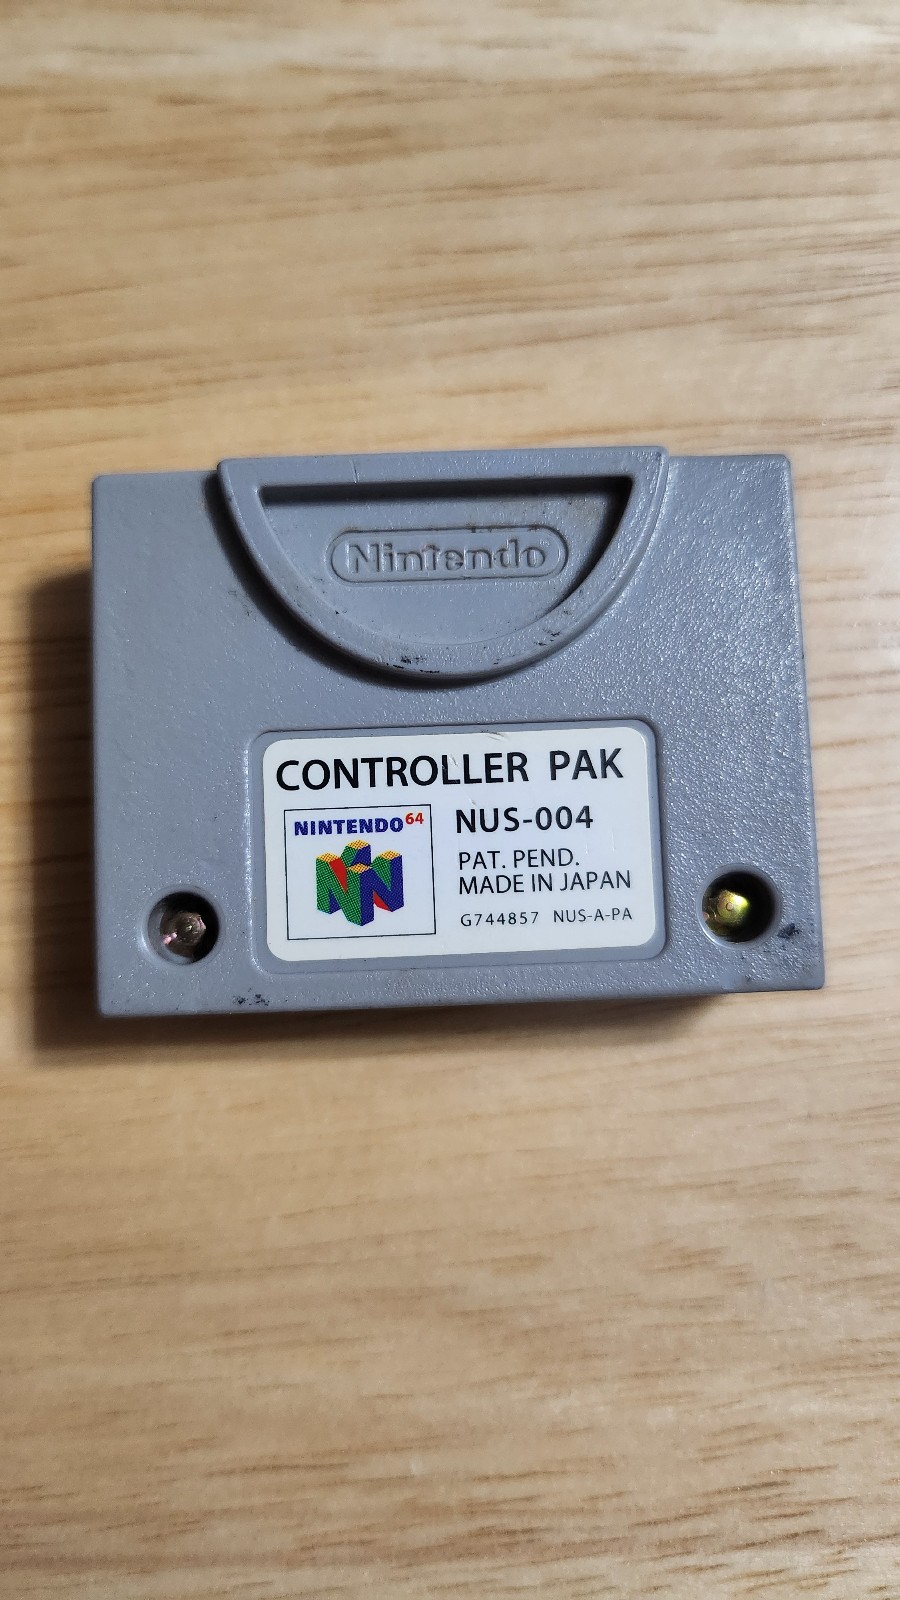 Nintendo
CONTROLLER PAK
NINTENDO64
NUS-004
PAT. PEND.
MADE IN JAPAN
G744857 NUS-A-PA